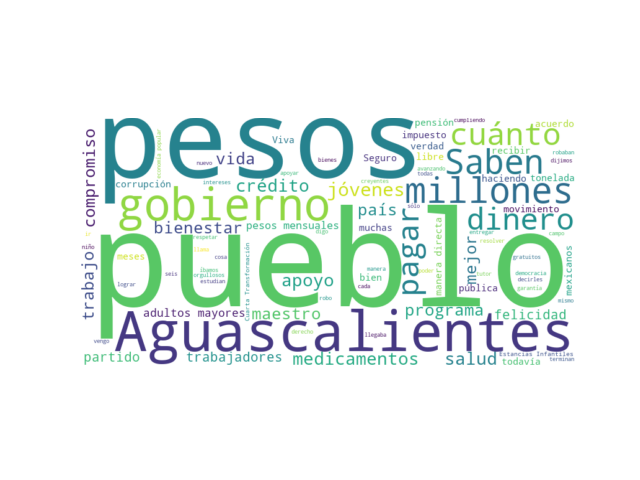 cumpliendo
pesos
pensión
acuerdo
compromiso
Viva
impuesto
cuánto
verdad
recibir
economía popular
nuevo
bienes
Seguro
libre
robaban
vida
avanzando
dijimos
Saben
apoyar
todas
corrupción
crédito
creyentes
haciendo
tonelada
intereses
jóvenes
millones
gobierno
país
sólo
movimiento
dinero
bienestar
pesos mensuales
muchas
pagar
manera directa
entregar
campo
digo
respetar
resolver
pueblo
niño
cosa
mejor
democracia
gratuitos
trabajo
meses
seis
íbamos
orgullosos
estudian
Cuarta Transformación
apoyo
bien
manera
cada
poder
tutor
decirles
mexicanos
lograr
pública
garantía
mismo
robo
adultos mayores
maestro
programa
felicidad
Aguascalientes
derecho
llegaba
vengo
partido
trabajadores
medicamentos
salud
Estancias Infantiles
todavía
terminan